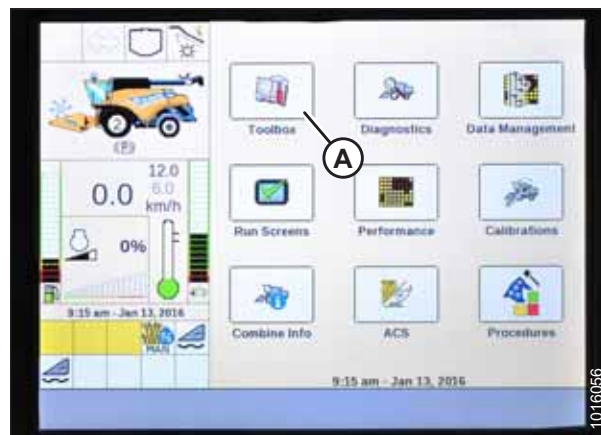 Toolbox
Diagnostics
Data Management
A
2
(P)
12.0
6.0
0.0
km/h
Run Screens
Performance
Calibrations
0%
9:15 am - Jan 13, 2016
MAN
Combine Info
ACS
Procedures
9:15 am - Jan 13, 2016
1016056